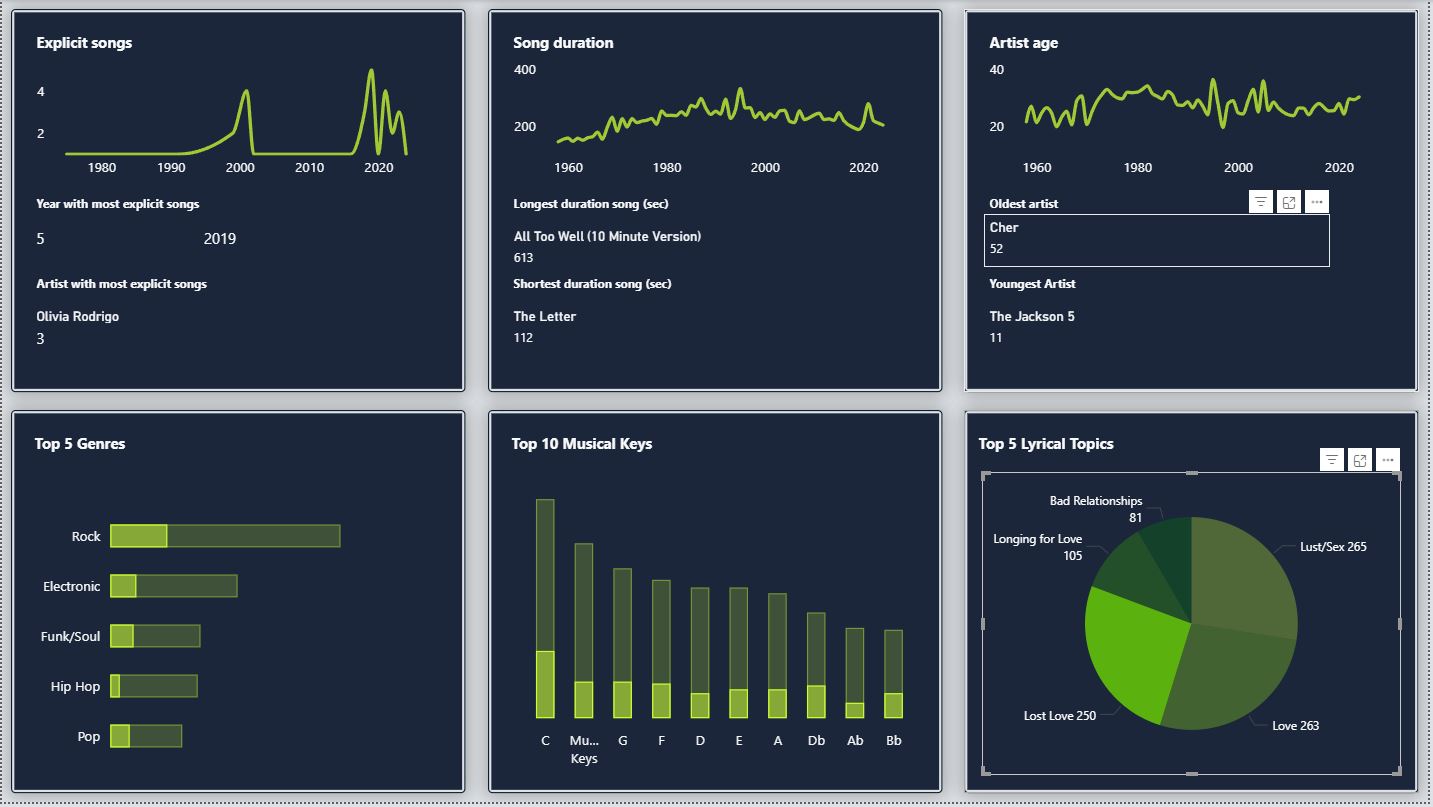 Explicit songs
4
2
1980 1990 2000 2010 2020
Year with most explicit songs
5 2019
Artist with most explicit songs
Olivia Rodrigo
3
Song duration
400
200
1960 1980 2000 2020
Longest duration song (sec)
All Too Well (10 Minute Version)
613
Shortest duration song (sec)
The Letter
112
Artist age
40
20
1960 1980 2000 2020
Oldest artist
Cher
52
Youngest Artist
The Jackson 5
11
Top 5 Genres
Rock
Electronic
Funk/Soul
Hip Hop
Pop
Top 10 Musical Keys
C Mu... G F D E A Db Ab Bb
Keys
Top 5 Lyrical Topics
Bad Relationships
81
Longing for Love
105
Lust/Sex 265
Lost Love 250
Love 263